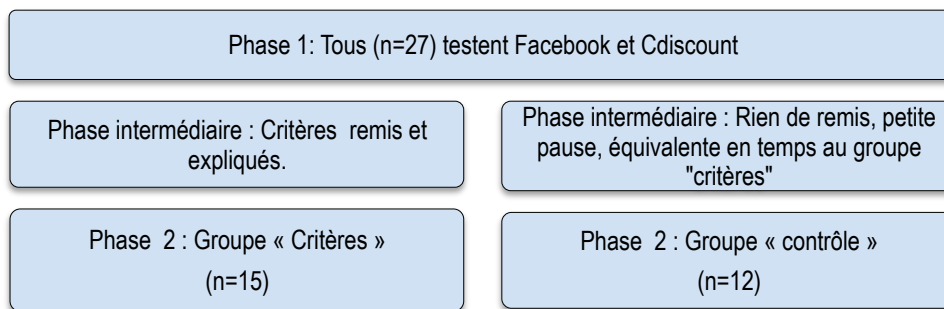 Phase 1: Tous (n=27) testent Facebook et Cdiscount
Phase intermédiaire : Critères remis et
expliqués.
Phase intermédiaire : Rien de remis, petite
pause, équivalente en temps au groupe
"critères"
Phase 2 : Groupe « Critères »
(n=15)
Phase 2 : Groupe « contrôle »
(n=12)